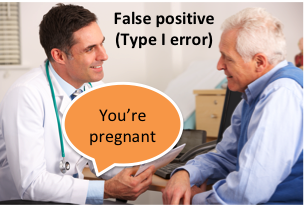 False positive
(Type I error)
You’re
pregnant